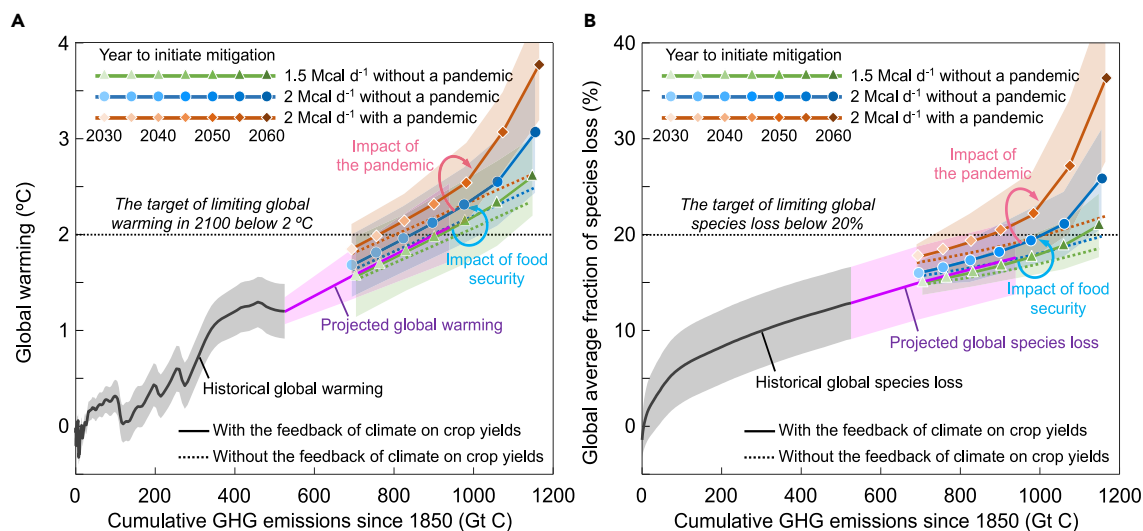 A
Global warming (ºC)
4
3
2
1
0
Year to initiate mitigation
1.5 Mcal d⁻¹ without a pandemic
2 Mcal d⁻¹ without a pandemic
2 Mcal d⁻¹ with a pandemic
2030 2040 2050 2060
Impact of
the pandemic
The target of limiting global
warming in 2100 below 2 ºC
Impact of food
security
Projected global warming
Historical global warming
With the feedback of climate on crop yields
Without the feedback of climate on crop yields
0 200 400 600 800 1000 1200
Cumulative GHG emissions since 1850 (Gt C)
B
Global average fraction of species loss (%)
40
30
20
10
0
Year to initiate mitigation
1.5 Mcal d⁻¹ without a pandemic
2 Mcal d⁻¹ without a pandemic
2 Mcal d⁻¹ with a pandemic
2030 2040 2050 2060
Impact of
the pandemic
The target of limiting global
species loss below 20%
Impact of food
security
Projected global species loss
Historical global species loss
With the feedback of climate on crop yields
Without the feedback of climate on crop yields
0 200 400 600 800 1000 1200
Cumulative GHG emissions since 1850 (Gt C)